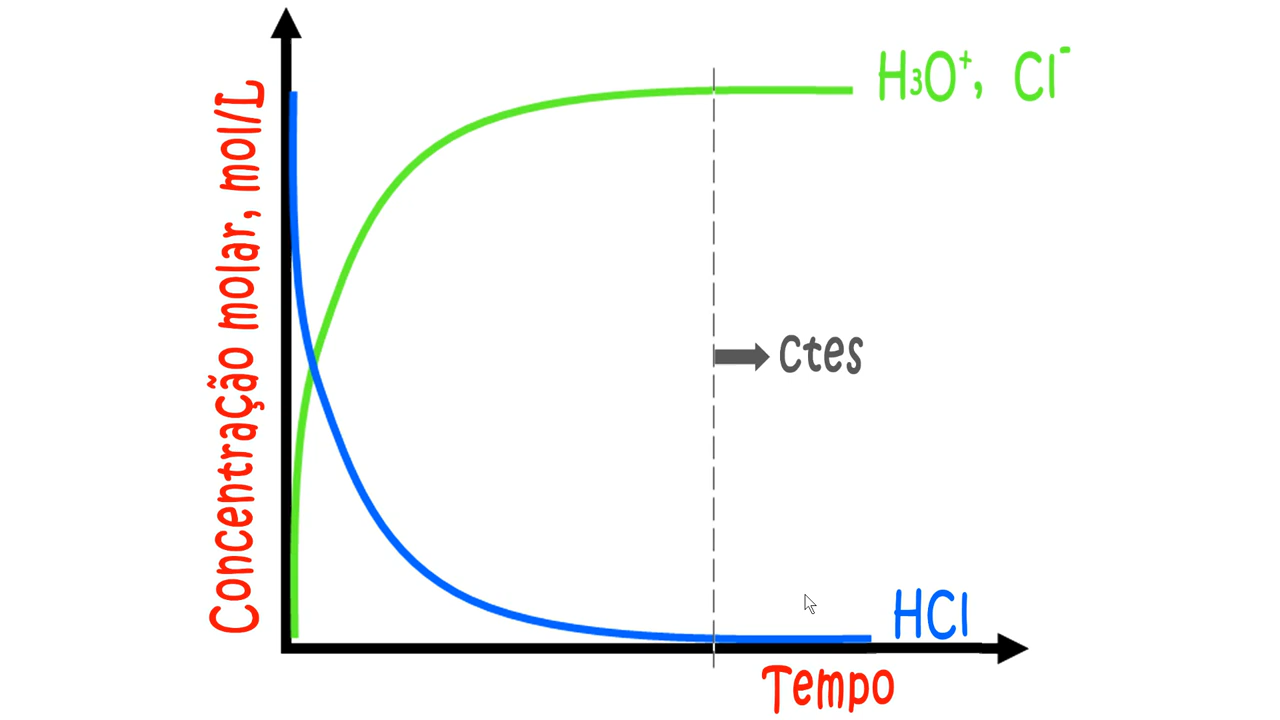 Concentração molar, mol/L
H₃O⁺, Cl⁻
Ctes
HCl
Tempo